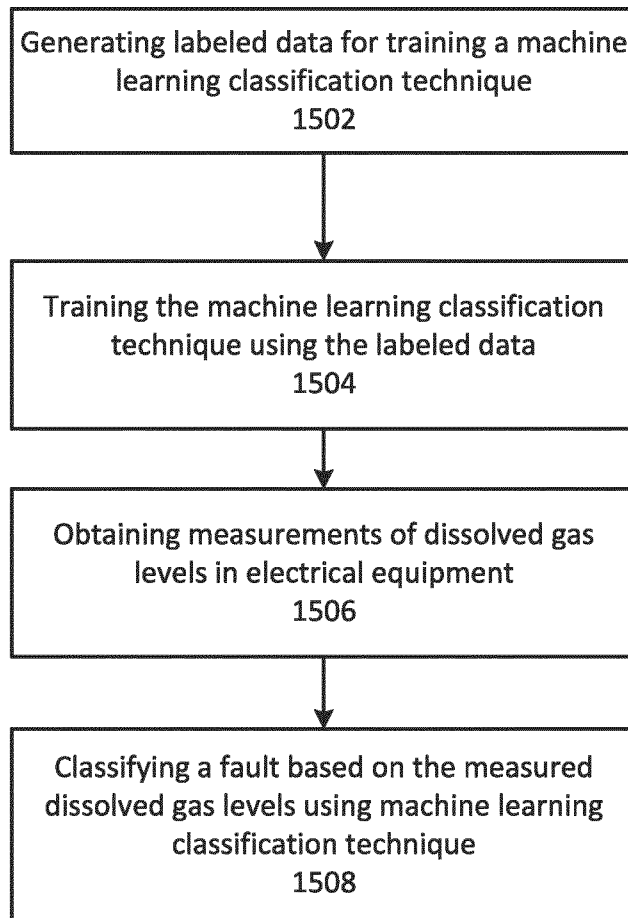 Generating labeled data for training a machine
learning classification technique
1502
Training the machine learning classification
technique using the labeled data
1504
Obtaining measurements of dissolved gas
levels in electrical equipment
1506
Classifying a fault based on the measured
dissolved gas levels using machine learning
classification technique
1508